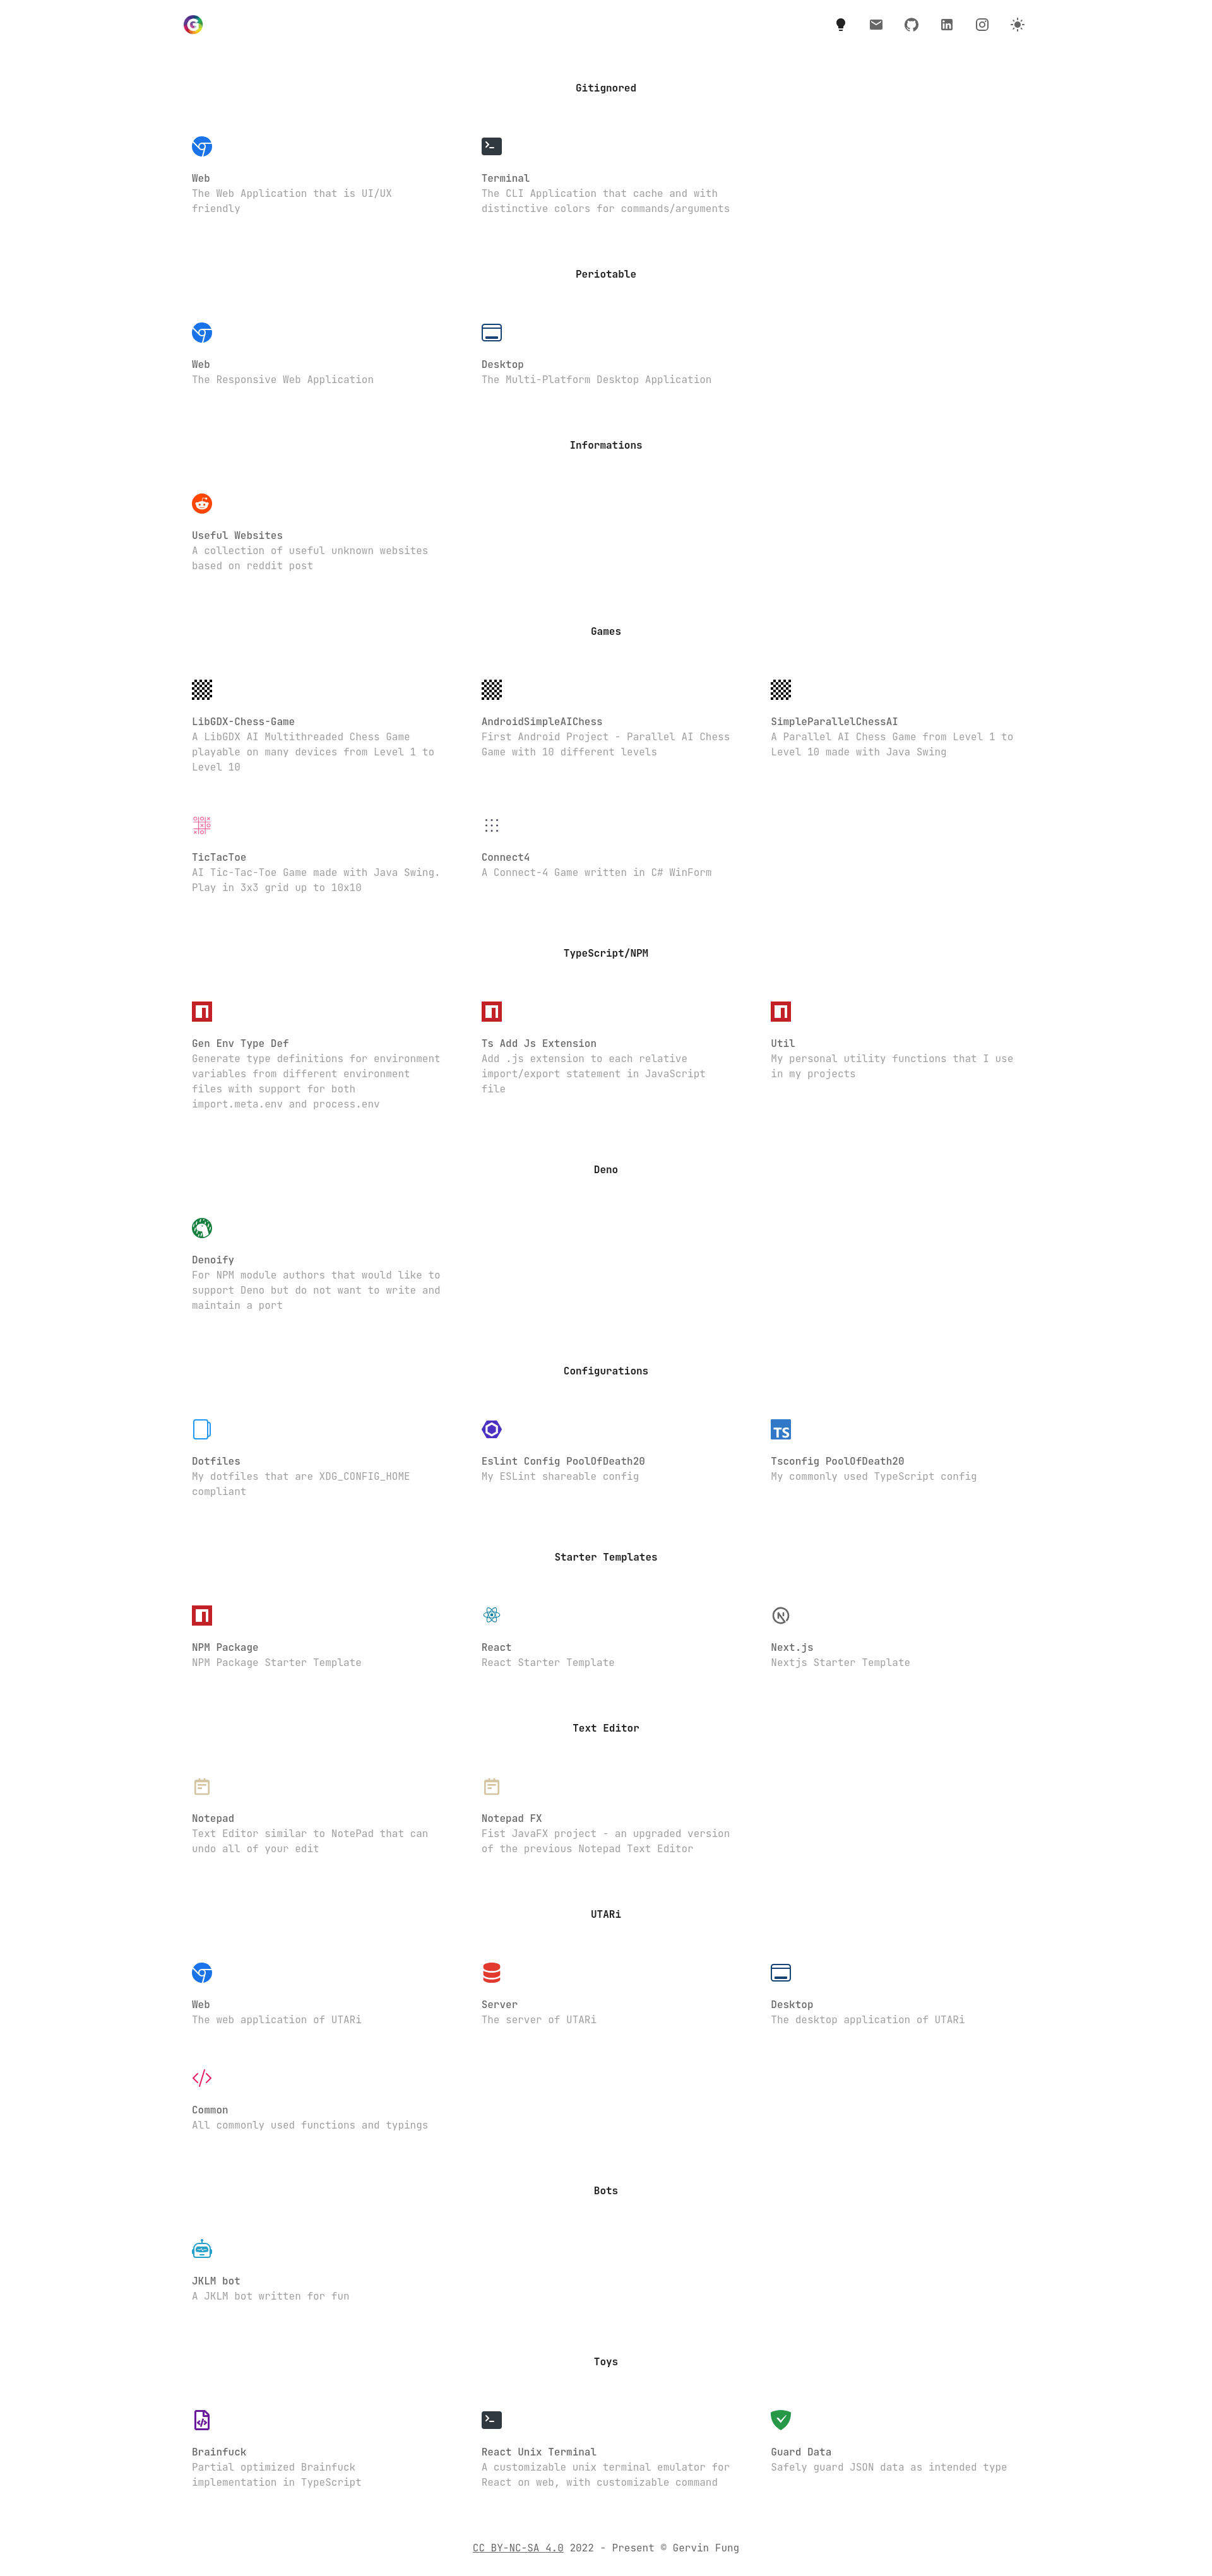 Gitignored
Web
The Web Application that is UI/UX
friendly
Terminal
The CLI Application that cache and with
distinctive colors for commands/arguments
Periotable
Web
The Responsive Web Application
Desktop
The Multi-Platform Desktop Application
Informations
Useful Websites
A collection of useful unknown websites
based on reddit post
Games
LibGDX-Chess-Game
A LibGDX AI Multithreaded Chess Game
playable on many devices from Level 1 to
Level 10
AndroidSimpleAIChess
First Android Project - Parallel AI Chess
Game with 10 different levels
SimpleParallelChessAI
A Parallel AI Chess Game from Level 1 to
Level 10 made with Java Swing
TicTacToe
AI Tic-Tac-Toe Game made with Java Swing.
Play in 3x3 grid up to 10x10
Connect4
A Connect-4 Game written in C# WinForm
TypeScript/NPM
Gen Env Type Def
Generate type definitions for environment
variables from different environment
files with support for both
import.meta.env and process.env
Ts Add Js Extension
Add .js extension to each relative
import/export statement in JavaScript
file
Util
My personal utility functions that I use
in my projects
Deno
Denoify
For NPM module authors that would like to
support Deno but do not want to write and
maintain a port
Configurations
Dotfiles
My dotfiles that are XDG_CONFIG_HOME
compliant
Eslint Config PoolOfDeath20
My ESLint shareable config
TS
Tsconfig PoolOfDeath20
My commonly used TypeScript config
Starter Templates
NPM Package
NPM Package Starter Template
React
React Starter Template
Next.js
Nextjs Starter Template
Text Editor
Notepad
Text Editor similar to NotePad that can
undo all of your edit
Notepad FX
Fist JavaFX project - an upgraded version
of the previous Notepad Text Editor
UTARi
Web
The web application of UTARi
Server
The server of UTARi
Desktop
The desktop application of UTARi
Common
All commonly used functions and typings
Bots
JKLM bot
A JKLM bot written for fun
Toys
Brainfuck
Partial optimized Brainfuck
implementation in TypeScript
React Unix Terminal
A customizable unix terminal emulator for
React on web, with customizable command
Guard Data
Safely guard JSON data as intended type
CC BY-NC-SA 4.0 2022 - Present © Gervin Fung